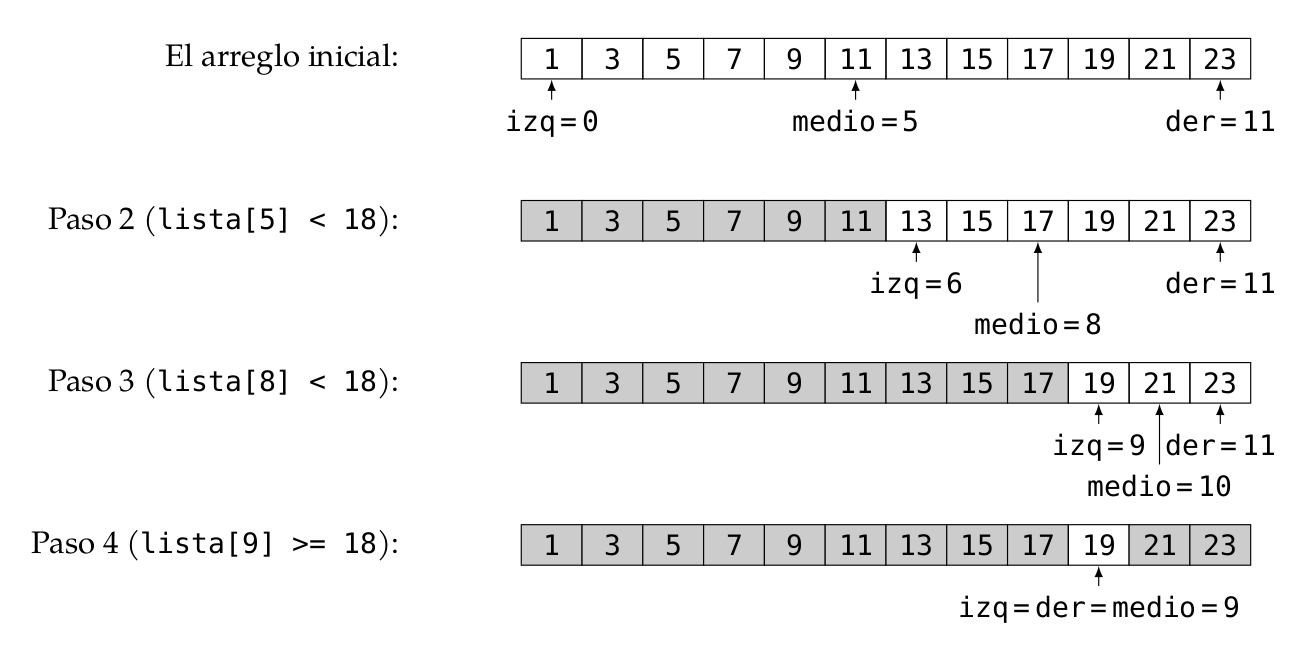 El arreglo inicial: 1 3 5 7 9 11 13 15 17 19 21 23
izq=0 medio=5 der=11
Paso 2 (lista[5] < 18): 1 3 5 7 9 11 13 15 17 19 21 23
izq=6 der=11
medio=8
Paso 3 (lista[8] < 18): 1 3 5 7 9 11 13 15 17 19 21 23
izq=9 der=11
medio=10
Paso 4 (lista[9] >= 18): 1 3 5 7 9 11 13 15 17 19 21 23
izq=der=medio=9